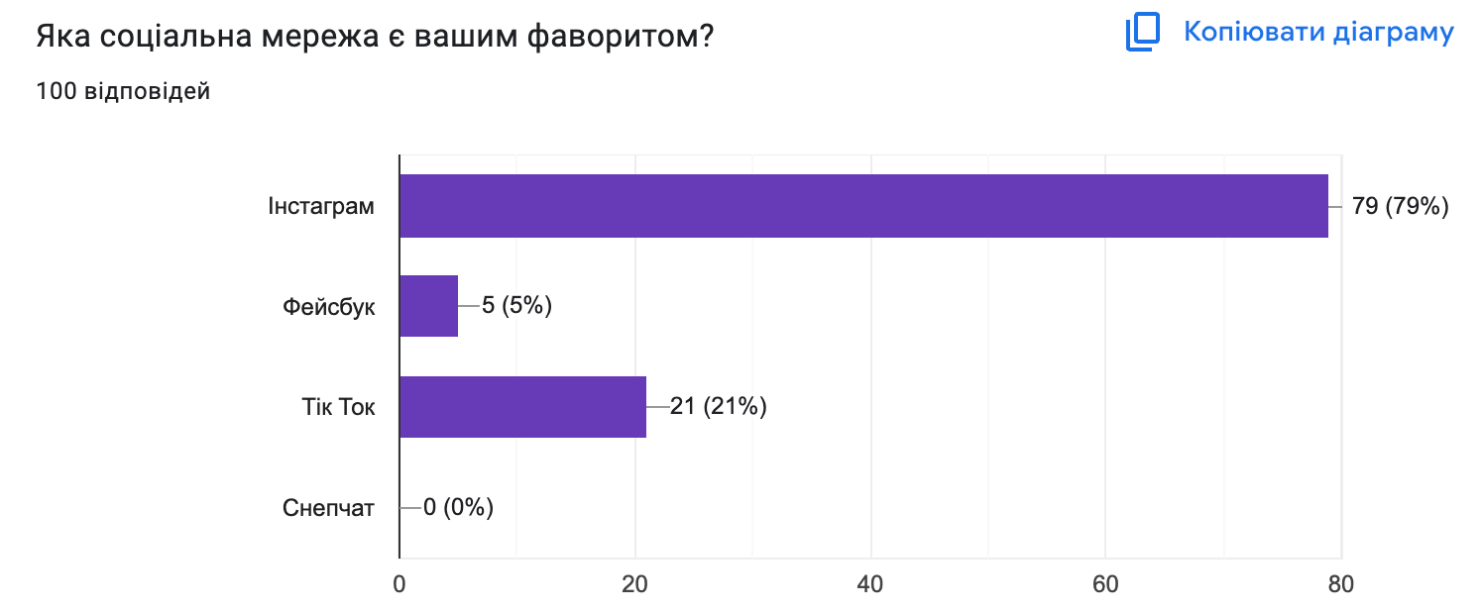 Яка соціальна мережа є вашим фаворитом?
Копіювати діаграму
100 відповідей
Інстаграм 79 (79%)
Фейсбук 5 (5%)
Тік Ток 21 (21%)
Снепчат 0 (0%)
0 20 40 60 80